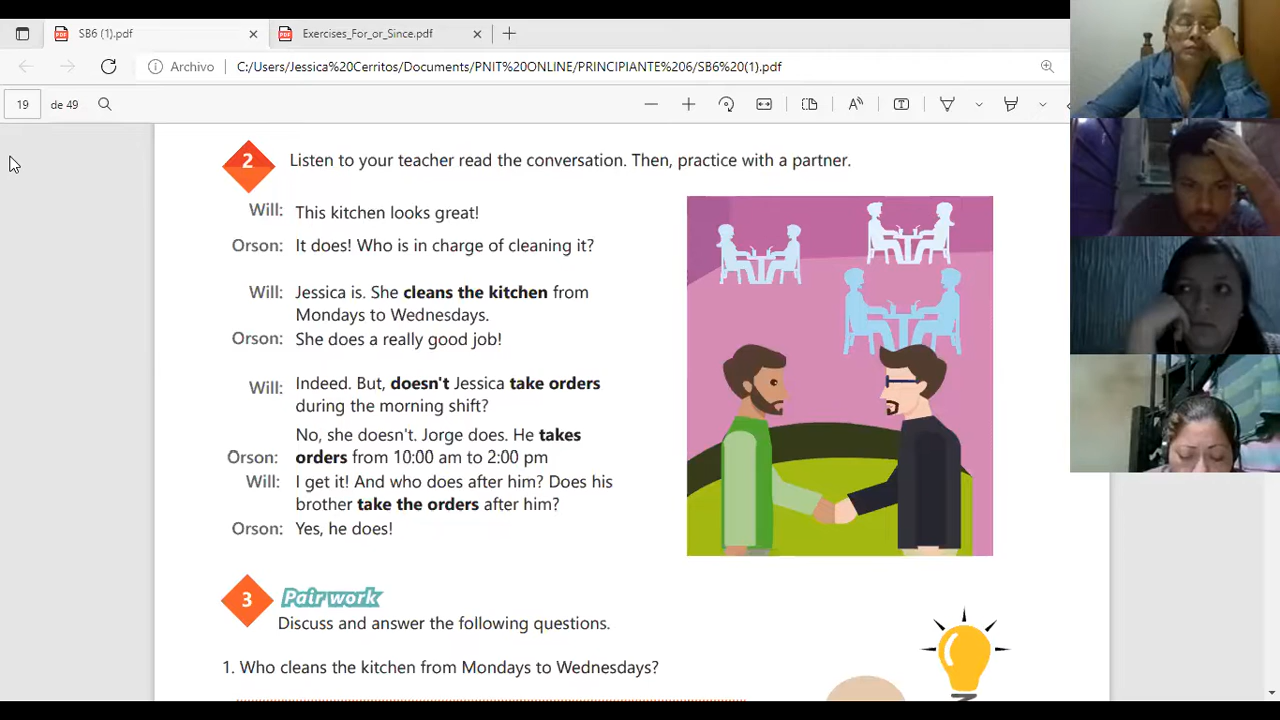 SB6 (1).pdf
Exercises_For_or_Since.pdf
Archivo
C:/Users/Jessica%20Cerritos/Documents/PNIT%20ONLINE/PRINCIPIANTE%206/SB6%20(1).pdf
19 de 49
2 Listen to your teacher read the conversation. Then, practice with a partner.
Will: This kitchen looks great!
Orson: It does! Who is in charge of cleaning it?
Will: Jessica is. She cleans the kitchen from
Mondays to Wednesdays.
Orson: She does a really good job!
Will: Indeed. But, doesn't Jessica take orders
during the morning shift?
No, she doesn't. Jorge does. He takes
Orson: orders from 10:00 am to 2:00 pm
Will: I get it! And who does after him? Does his
brother take the orders after him?
Orson: Yes, he does!
3 Pair work
Discuss and answer the following questions.
1. Who cleans the kitchen from Mondays to Wednesdays?